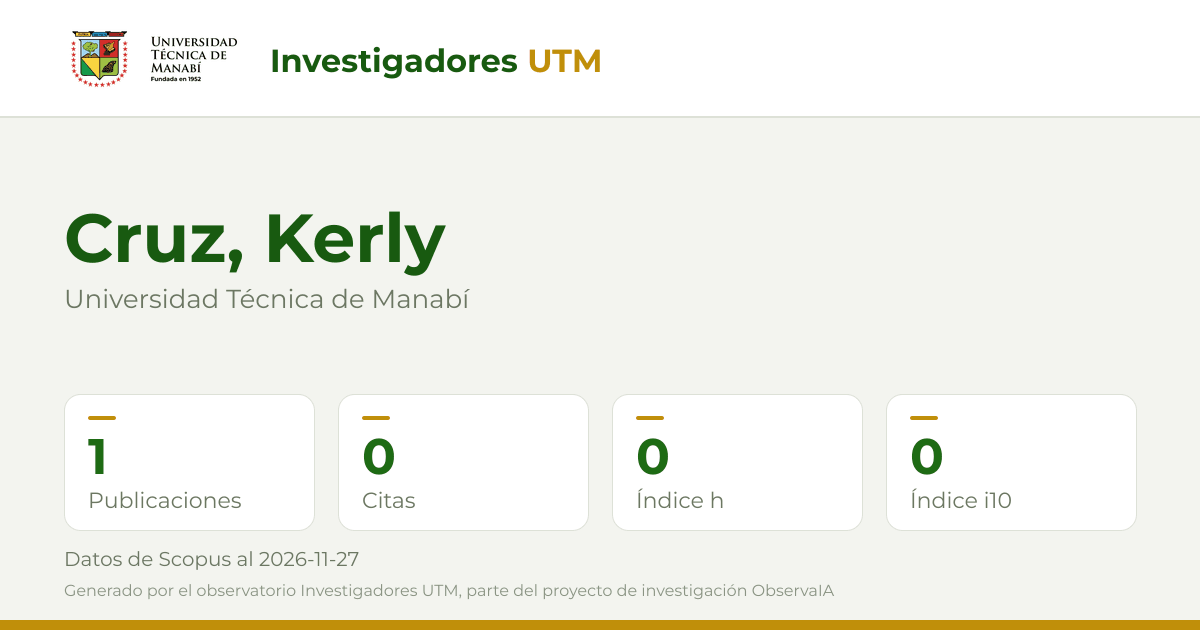 UNIVERSIDAD
TÉCNICA DE
MANABÍ
Fundada en 1952
Investigadores UTM
Cruz, Kerly
Universidad Técnica de Manabí
1
Publicaciones
0
Citas
0
Índice h
0
Índice i10
Datos de Scopus al 2026-11-27
Generado por el observatorio Investigadores UTM, parte del proyecto de investigación ObservaIA